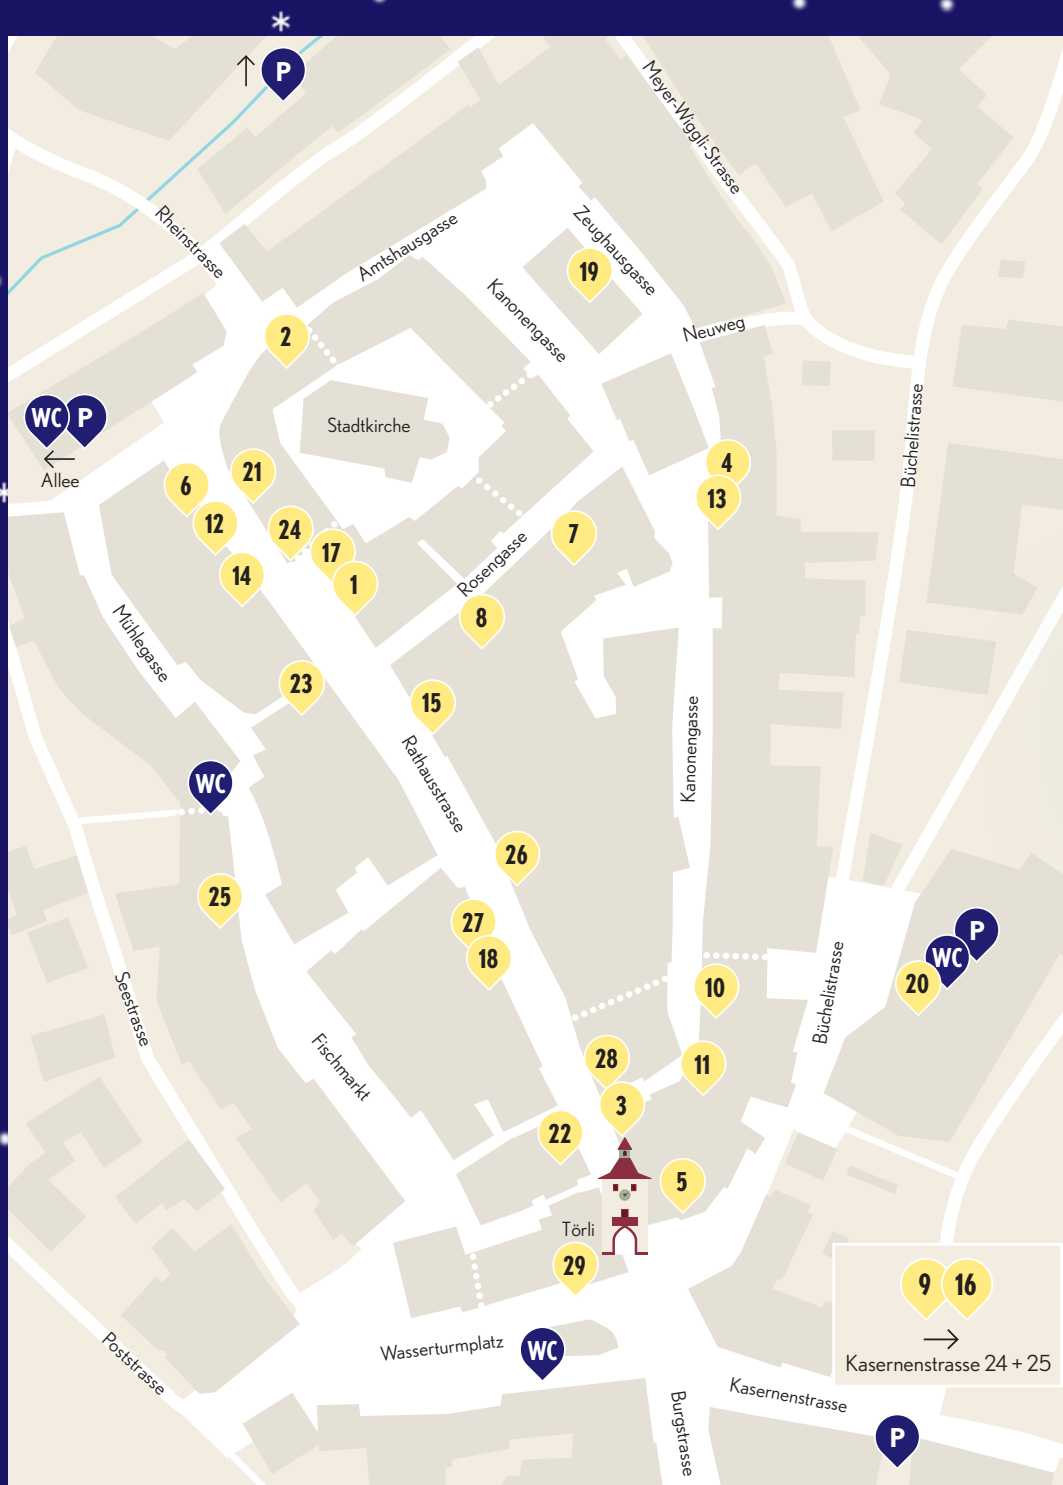 P
Meyer-Wiggli-Strasse
Rheinstrasse
Amtshausgasse
Zeughausgasse
19
Kanonengasse
Neuweg
2
WC
P
Allee
Stadtkirche
Büchelistrasse
6
21
4
12
24
13
17
7
14
1
Rosengasse
8
Mühlegasse
23
15
Kanonengasse
Rathausstrasse
WC
26
25
27
18
P
WC
20
10
Büchelistrasse
Seestrasse
Fischmarkt
28
11
3
22
5
Törli
29
9
16
Kasernenstrasse 24 + 25
Wasserturmplatz
WC
Poststrasse
Kasernenstrasse
Burgstrasse
P